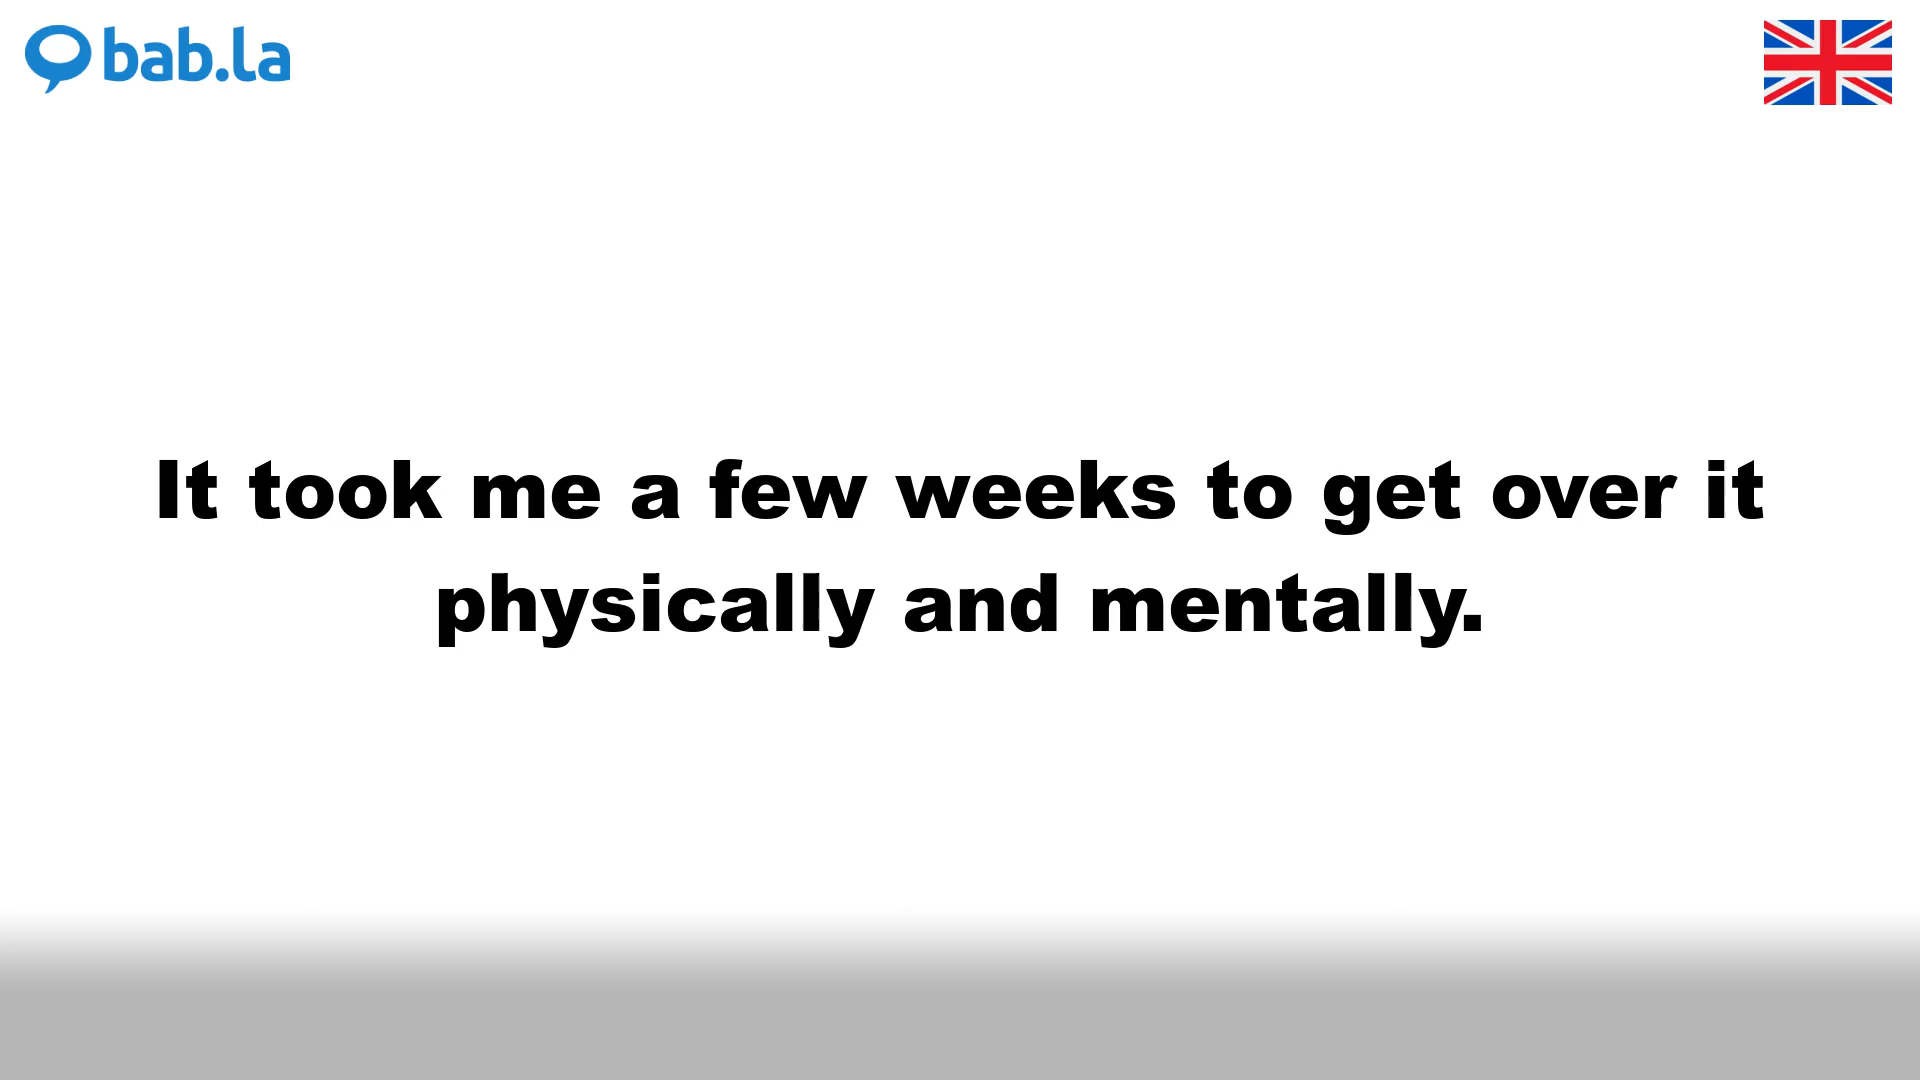 bab.la
It took me a few weeks to get over it
physically and mentally.